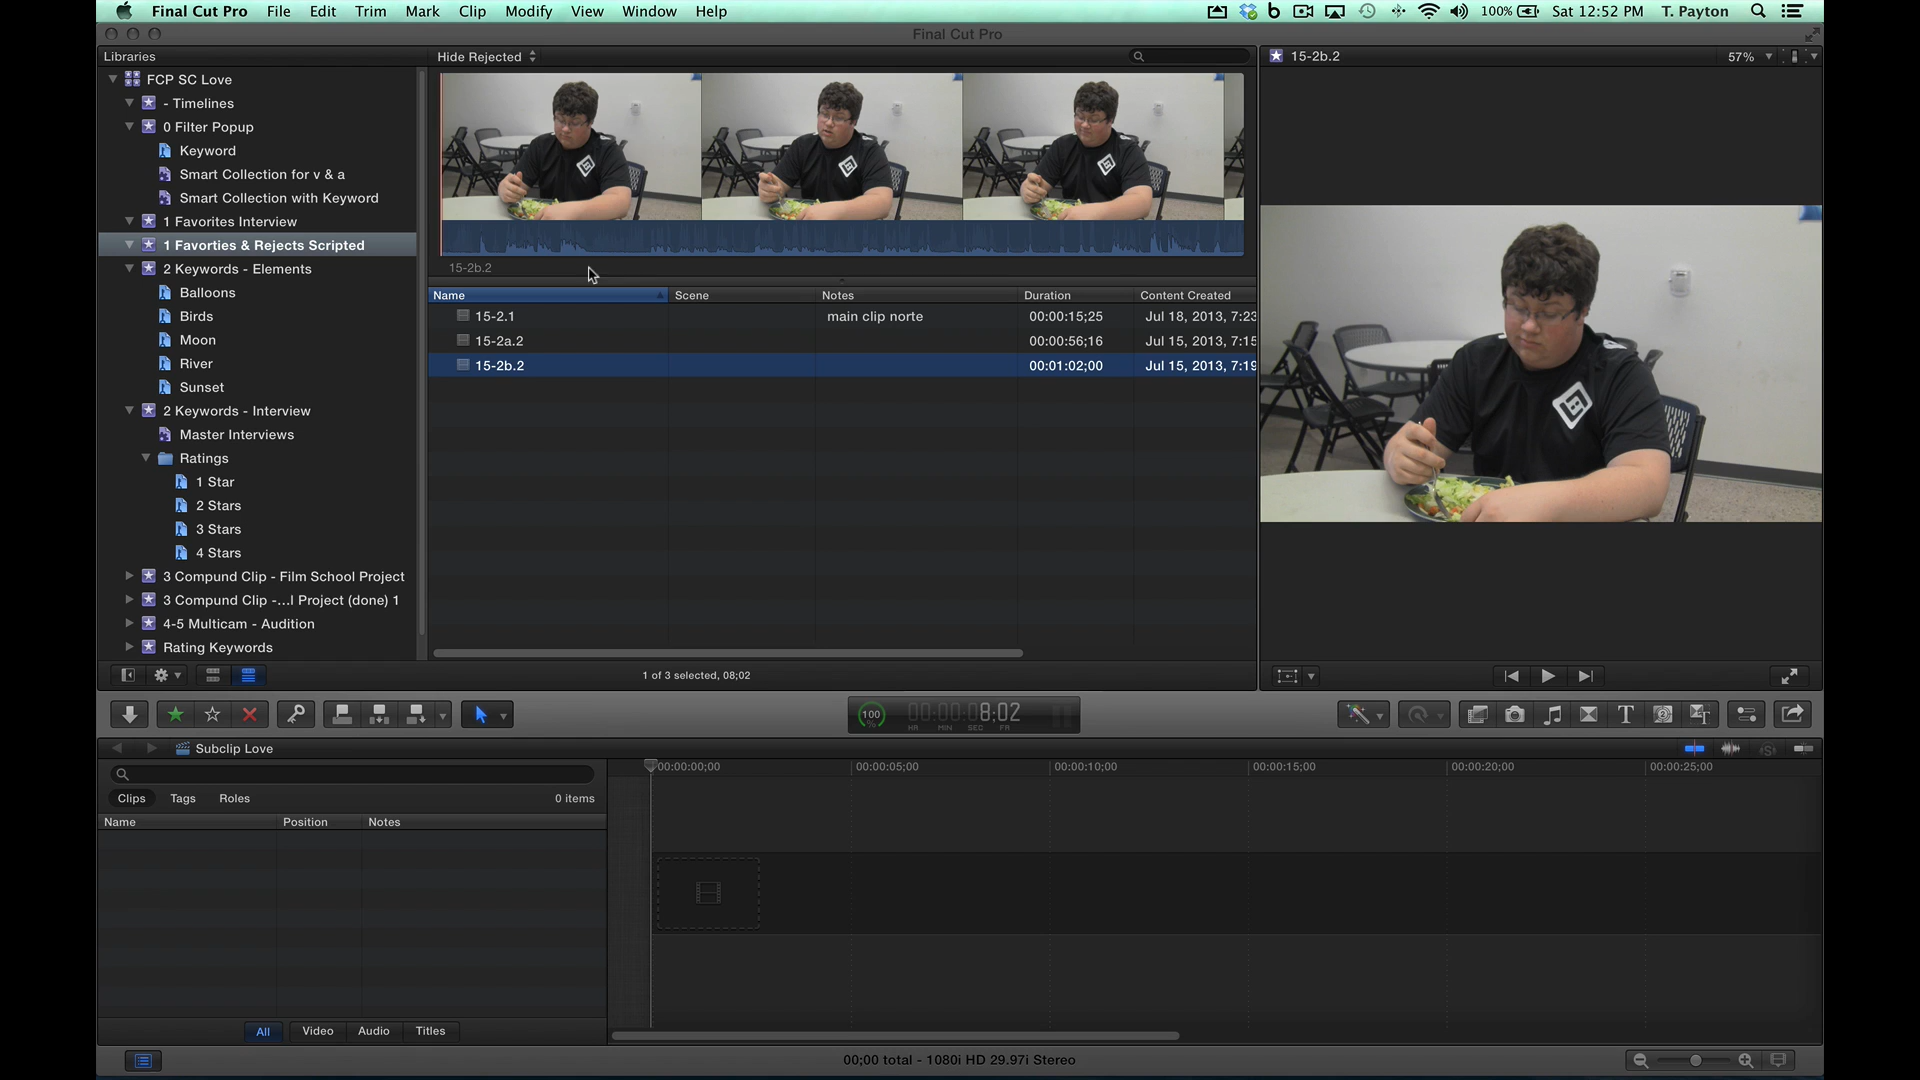 Final Cut Pro File Edit Trim Mark Clip Modify View Window Help 100% Sat 12:52 PM T. Payton
Final Cut Pro
Libraries Hide Rejected 15-2b.2 57%
FCP SC Love
- Timelines
0 Filter Popup
Keyword
Smart Collection for v & a
Smart Collection with Keyword
1 Favorites Interview
1 Favorties & Rejects Scripted
2 Keywords - Elements
Balloons
Birds
Moon
River
Sunset
2 Keywords - Interview
Master Interviews
Ratings
1 Star
2 Stars
3 Stars
4 Stars
3 Compund Clip - Film School Project
3 Compund Clip -...l Project (done) 1
4-5 Multicam - Audition
Rating Keywords
15-2b.2
Name Scene Notes Duration Content Created
15-2.1 main clip norte 00:00:15;25 Jul 18, 2013, 7:23
15-2a.2 00:00:56;16 Jul 15, 2013, 7:15
15-2b.2 00:01:02;00 Jul 15, 2013, 7:19
1 of 3 selected, 08;02
100 % 00:00:08;02
HR MIN SEC FR
Subclip Love
00:00:00;00 00:00:05;00 00:00:10;00 00:00:15;00 00:00:20;00 00:00:25;00
Clips Tags Roles 0 items
Name Position Notes
All Video Audio Titles
00;00 total - 1080i HD 29.97i Stereo